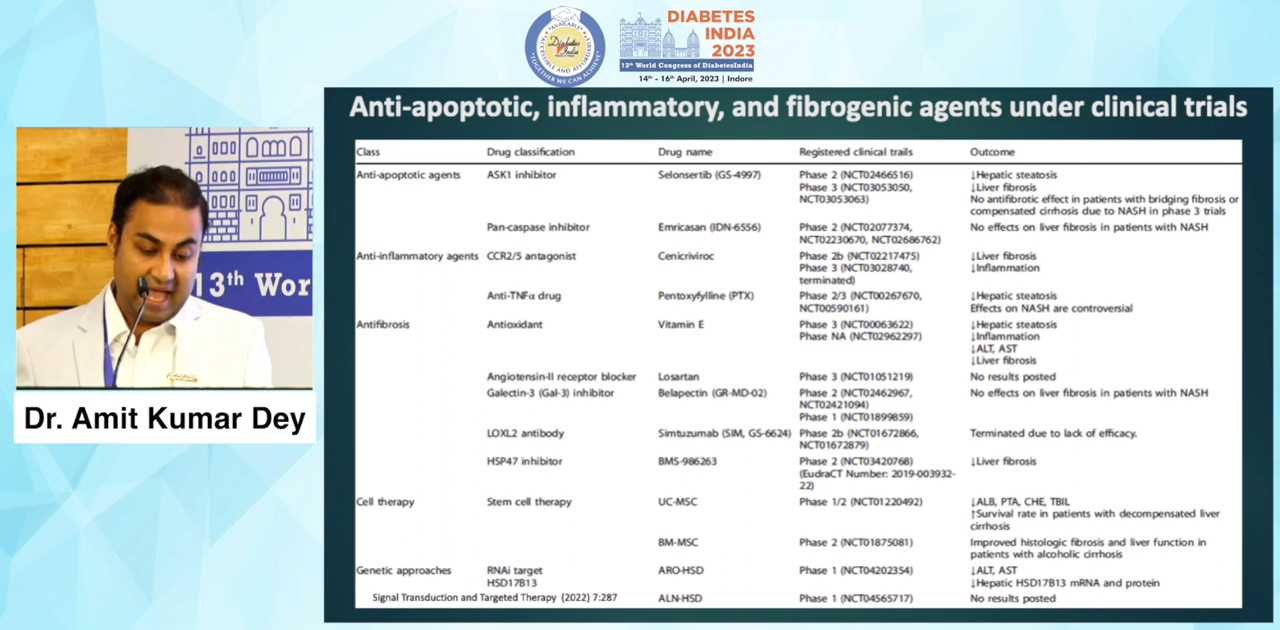 AVAILABLE
ACCESSIBLE AND AFFORDABLE
Diabetes
India
TOGETHER WE CAN ACHIEVE
DIABETES
INDIA
2023
13th World Congress of DiabetesIndia
14th - 16th April, 2023 | Indore
Anti-apoptotic, inflammatory, and fibrogenic agents under clinical trials
Class Drug classification Drug name Registered clinical trails Outcome
Anti-apoptotic agents ASK1 inhibitor Selonsertib (GS-4997) Phase 2 (NCT02466516) ↓Hepatic steatosis
Phase 3 (NCT03053050, ↓Liver fibrosis
NCT03053063) No antifibrotic effect in patients with bridging fibrosis or
compensated cirrhosis due to NASH in phase 3 trials
Pan-caspase inhibitor Emricasan (IDN-6556) Phase 2 (NCT02077374, No effects on liver fibrosis in patients with NASH
NCT02230670, NCT02686762)
Anti-inflammatory agents CCR2/5 antagonist Cenicriviroc Phase 2b (NCT02217475) ↓Liver fibrosis
Phase 3 (NCT03028740, ↓Inflammation
terminated)
Anti-TNFα drug Pentoxyfylline (PTX) Phase 2/3 (NCT00267670, ↓Hepatic steatosis
NCT00590161) Effects on NASH are controversial
Antifibrosis Antioxidant Vitamin E Phase 3 (NCT00063622) ↓Hepatic steatosis
Phase NA (NCT02962297) ↓Inflammation
↓ALT, AST
↓Liver fibrosis
Angiotensin-II receptor blocker Losartan Phase 3 (NCT01051219) No results posted
Galectin-3 (Gal-3) inhibitor Belapectin (GR-MD-02) Phase 2 (NCT02462967, No effects on liver fibrosis in patients with NASH
NCT02421094)
Phase 1 (NCT01899859)
LOXL2 antibody Simtuzumab (SIM, GS-6624) Phase 2b (NCT01672866, Terminated due to lack of efficacy.
NCT01672879)
HSP47 inhibitor BMS-986263 Phase 2 (NCT03420768) ↓Liver fibrosis
(EudraCT Number: 2019-003932-
22)
Cell therapy Stem cell therapy UC-MSC Phase 1/2 (NCT01220492) ↓ALB, PTA, CHE, TBIL
↑Survival rate in patients with decompensated liver
cirrhosis
BM-MSC Phase 2 (NCT01875081) Improved histologic fibrosis and liver function in
patients with alcoholic cirrhosis
Genetic approaches RNAi target ARO-HSD Phase 1 (NCT04202354) ↓ALT, AST
HSD17B13 ↓Hepatic HSD17B13 mRNA and protein
Signal Transduction and Targeted Therapy (2022) 7:287 ALN-HSD Phase 1 (NCT04565717) No results posted
13th Wor
Dr. Amit Kumar Dey